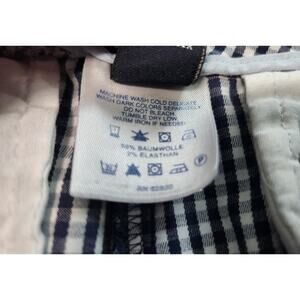 MACHINE WASH COLD DELICATE
WASH DARK COLORS SEPARATELY
DO NOT BLEACH.
TUMBLE DRY LOW
WARM IRON IF NEEDED.
98% BAUMWOLLE
2% ELASTHAN